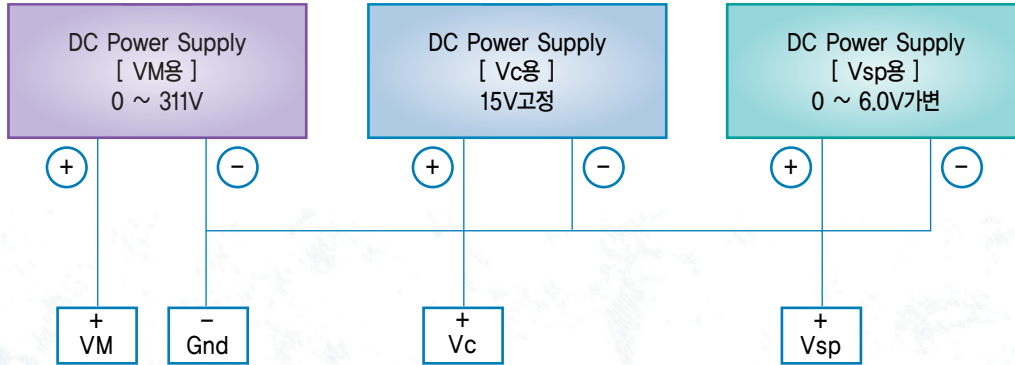 DC Power Supply
[ VM용 ]
0 ~ 311V
DC Power Supply
[ Vc용 ]
15V고정
DC Power Supply
[ Vsp용 ]
0 ~ 6.0V가변
+
−
+
−
+
−
+
VM
−
Gnd
+
Vc
+
Vsp